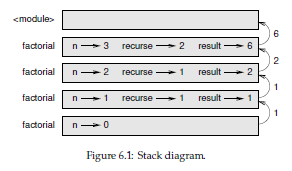 <module>
6
factorial n 3 recurse 2 result 6
2
factorial n 2 recurse 1 result 2
1
factorial n 1 recurse 1 result 1
1
factorial n 0
Figure 6.1: Stack diagram.